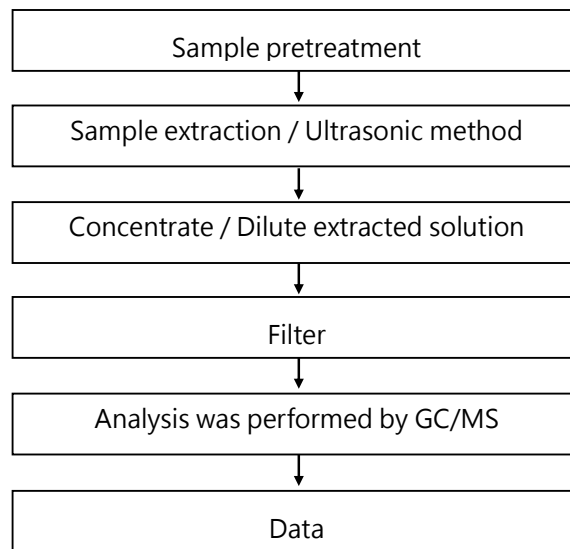 Sample pretreatment
Sample extraction / Ultrasonic method
Concentrate / Dilute extracted solution
Filter
Analysis was performed by GC/MS
Data